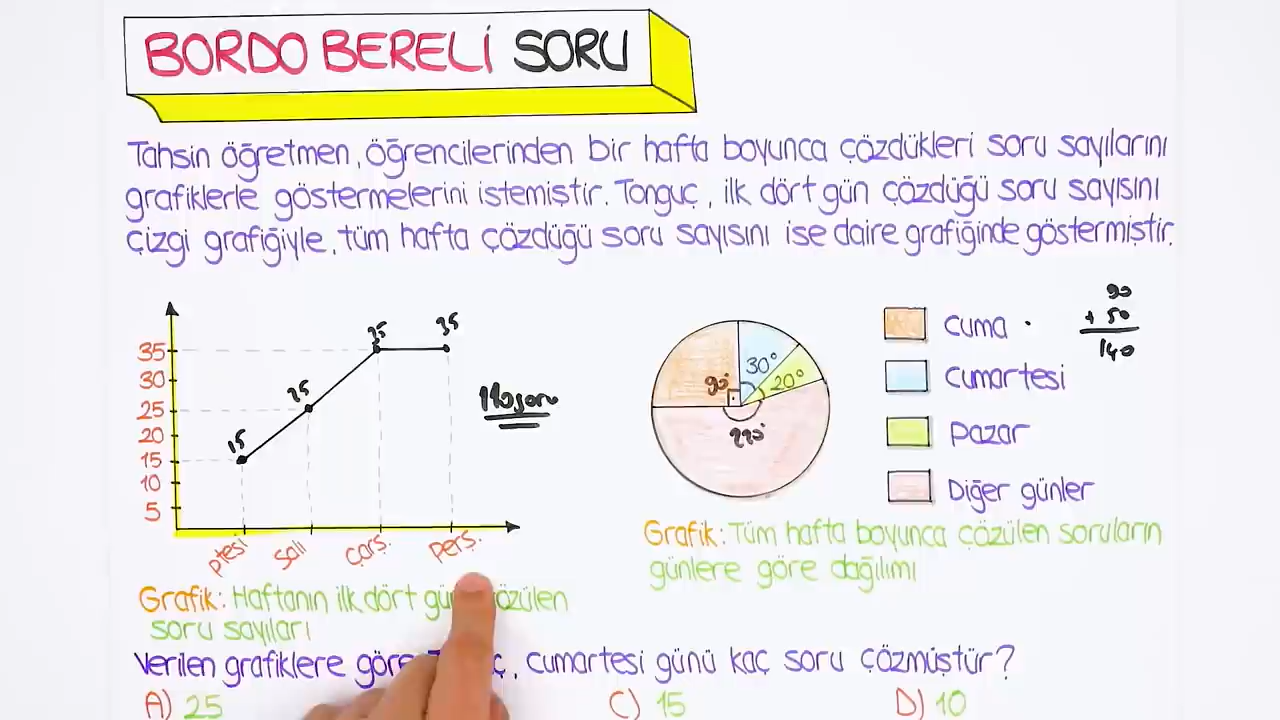 BORDO BERELİ SORU
Tahsin öğretmen, öğrencilerinden bir hafta boyunca çözdükleri soru sayılarını
grafiklerle göstermelerini istemiştir. Tonguç, ilk dört gün çözdüğü soru sayısını
çizgi grafiğiyle, tüm hafta çözdüğü soru sayısını ise daire grafiğinde göstermiştir.
35
30
25
20
15
10
5
15
25
35
35
110 soru
ptesi
salı
çarş.
perş.
Grafik: Haftanın ilk dört çözülen
soru sayıları
90°
30°
20°
220°
Cuma
Cumartesi
Pazar
Diğer günler
90
+ 50
140
Grafik: Tüm hafta boyunca çözülen soruların
günlere göre dağılımı
Verilen grafiklere göre , cumartesi günü kaç soru çözmüştür?
A) 25
C) 15
D) 10